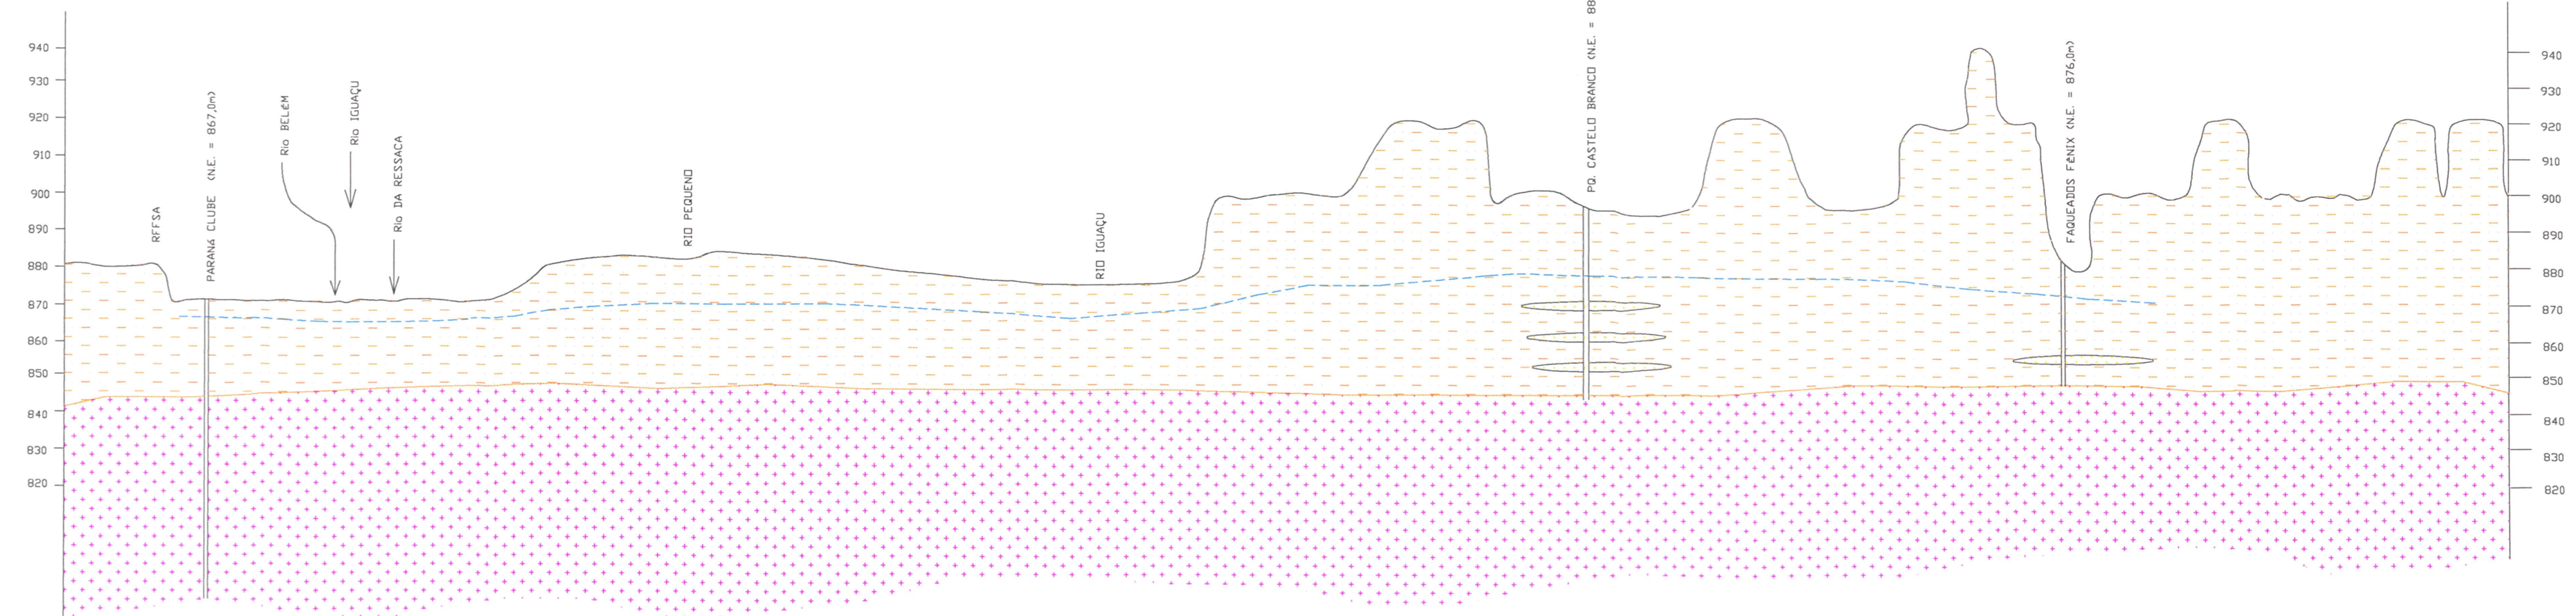 940
930
920
910
900
890
880
870
860
850
840
830
820
RFFSA
PARANÁ CLUBE (N.E. = 867,0m)
Rio BELÉM
Rio IGUAÇU
Rio DA RESSACA
RIO PEQUENO
RIO IGUAÇU
PQ. CASTELO BRANCO (N.E. = 88
FAQUEADOS FÊNIX (N.E. = 876,0m)
940
930
920
910
900
890
880
870
860
850
840
830
820